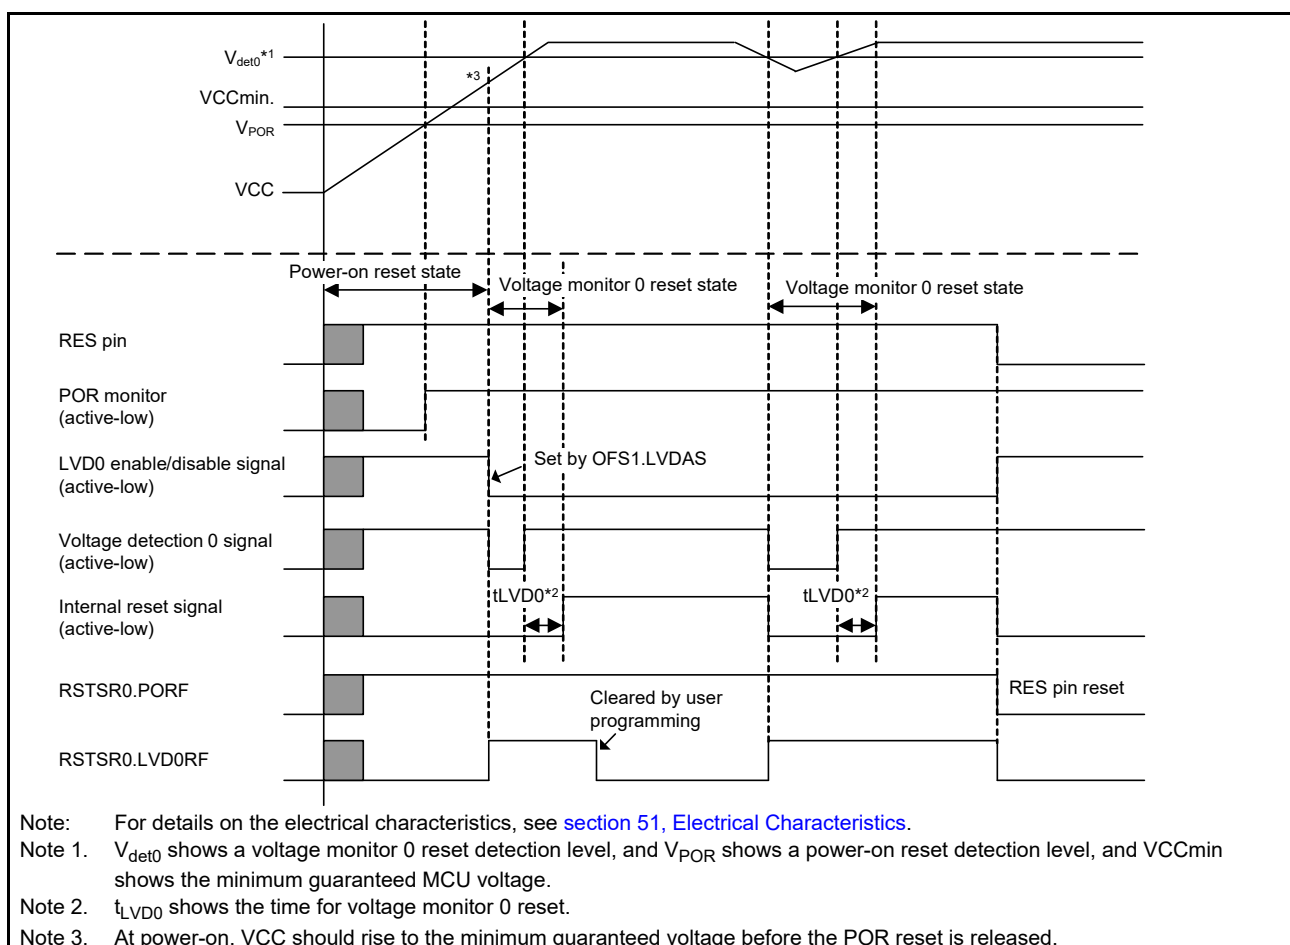 Vdet0*1
*3
VCCmin.
VPOR
VCC
Power-on reset state
Voltage monitor 0 reset state
Voltage monitor 0 reset state
RES pin
POR monitor
(active-low)
LVD0 enable/disable signal
(active-low)
Set by OFS1.LVDAS
Voltage detection 0 signal
(active-low)
Internal reset signal
(active-low)
tLVD0*2
tLVD0*2
RSTSR0.PORF
RES pin reset
Cleared by user
programming
RSTSR0.LVD0RF
Note: For details on the electrical characteristics, see section 51, Electrical Characteristics.
Note 1. Vdet0 shows a voltage monitor 0 reset detection level, and VPOR shows a power-on reset detection level, and VCCmin
shows the minimum guaranteed MCU voltage.
Note 2. tLVD0 shows the time for voltage monitor 0 reset.
Note 3. At power-on, VCC should rise to the minimum guaranteed voltage before the POR reset is released.